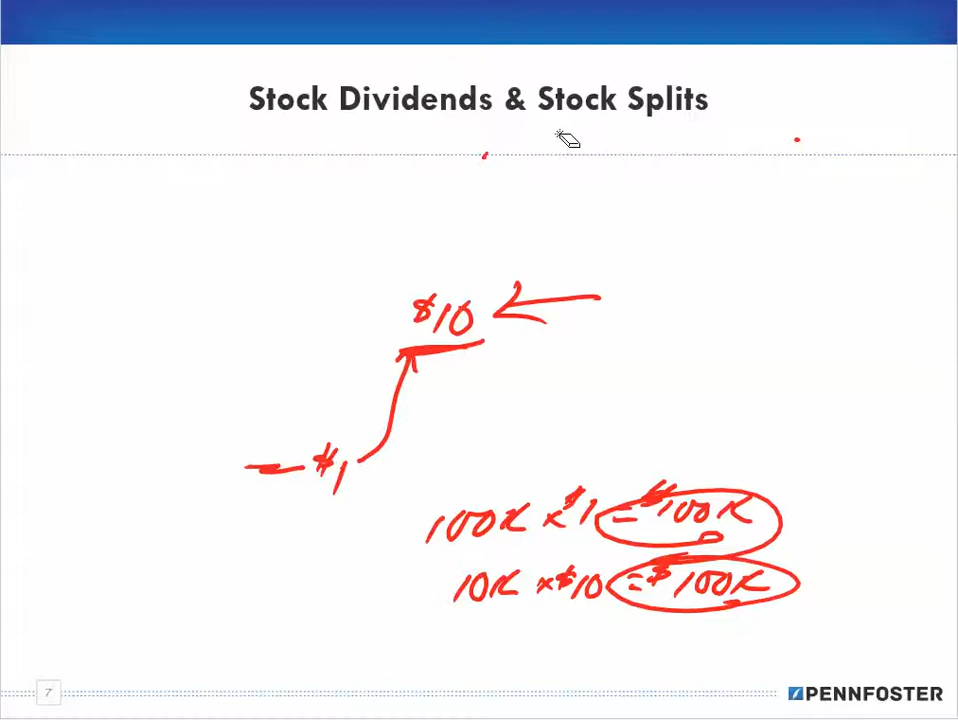 Stock Dividends & Stock Splits
$10
$1
100K x $1 = $100K
10K x $10 = $100K
7
PENNFOSTER